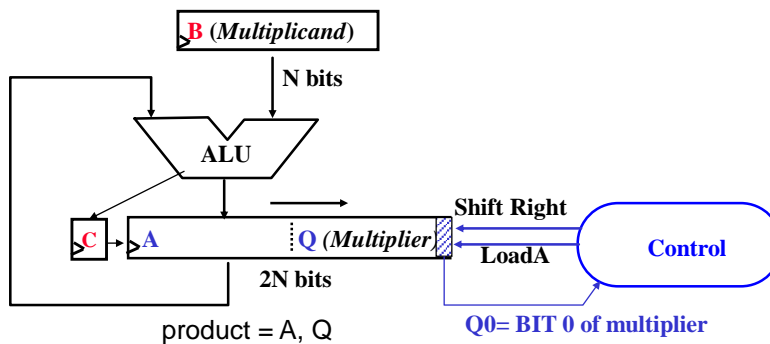 B (Multiplicand)
N bits
ALU
Shift Right
C
A
Q (Multiplier)
LoadA
Control
2N bits
product = A, Q
Q0= BIT 0 of multiplier